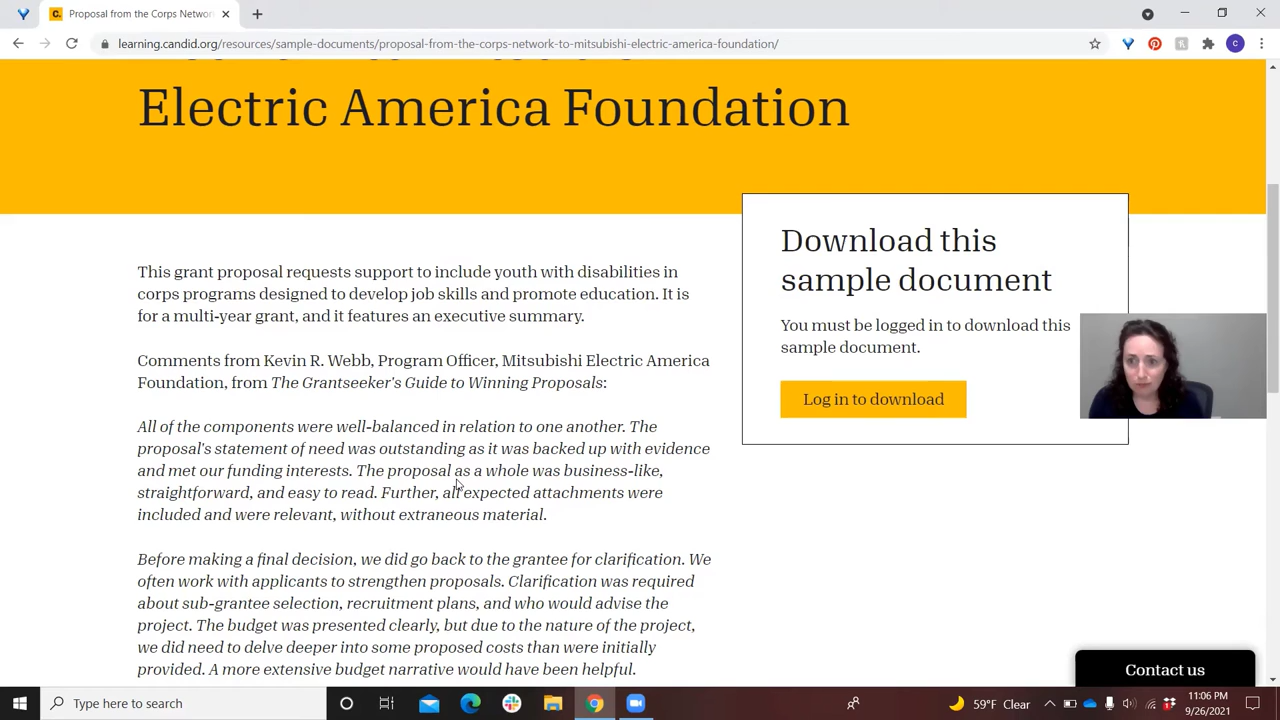 Proposal from the Corps Networ
learning.candid.org/resources/sample-documents/proposal-from-the-corps-network-to-mitsubishi-electric-america-foundation/
Electric America Foundation
This grant proposal requests support to include youth with disabilities in
corps programs designed to develop job skills and promote education. It is
for a multi-year grant, and it features an executive summary.
Comments from Kevin R. Webb, Program Officer, Mitsubishi Electric America
Foundation, from The Grantseeker's Guide to Winning Proposals:
All of the components were well-balanced in relation to one another. The
proposal's statement of need was outstanding as it was backed up with evidence
and met our funding interests. The proposal as a whole was business-like,
straightforward, and easy to read. Further, all expected attachments were
included and were relevant, without extraneous material.
Before making a final decision, we did go back to the grantee for clarification. We
often work with applicants to strengthen proposals. Clarification was required
about sub-grantee selection, recruitment plans, and who would advise the
project. The budget was presented clearly, but due to the nature of the project,
we did need to delve deeper into some proposed costs than were initially
provided. A more extensive budget narrative would have been helpful.
Download this
sample document
You must be logged in to download this
sample document.
Log in to download
Contact us
Type here to search
59°F Clear
11:06 PM
9/26/2021